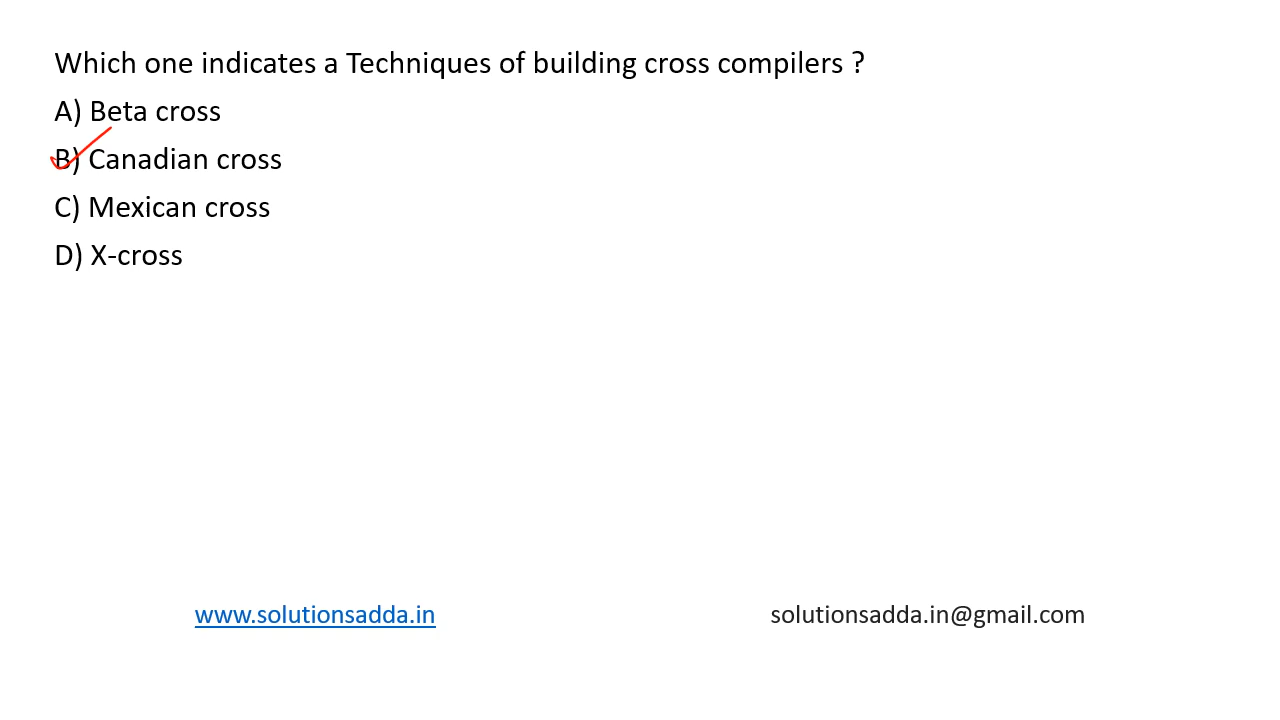 Which one indicates a Techniques of building cross compilers ?
A) Beta cross
B) Canadian cross
C) Mexican cross
D) X-cross
www.solutionsadda.in
solutionsadda.in@gmail.com